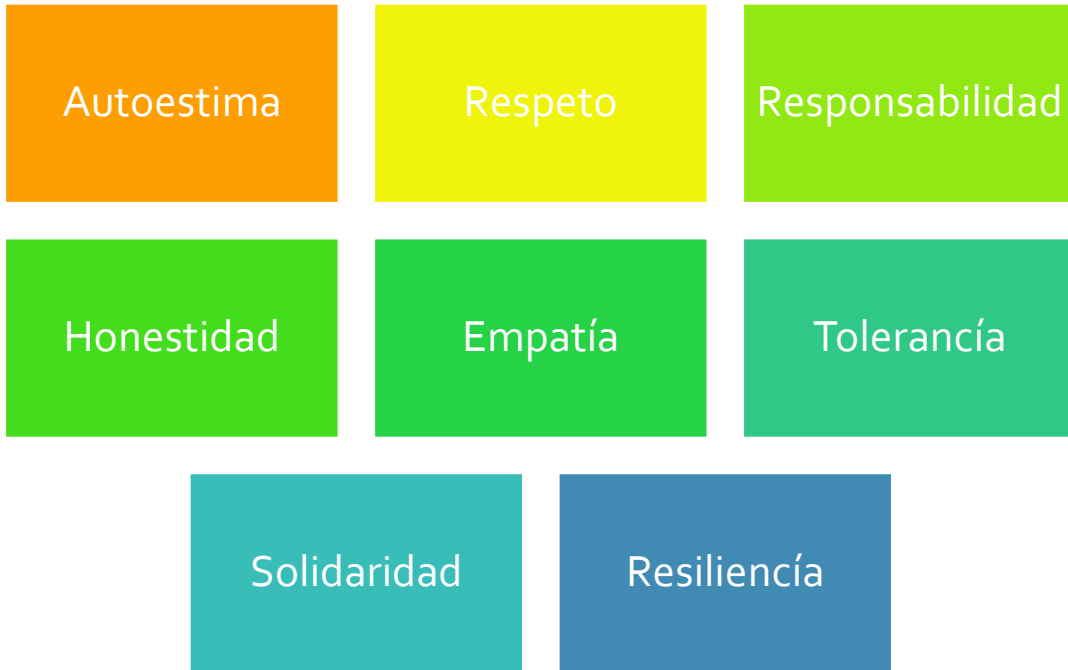 Autoestima
Respeto
Responsabilidad
Honestidad
Empatía
Tolerancía
Solidaridad
Resiliencía